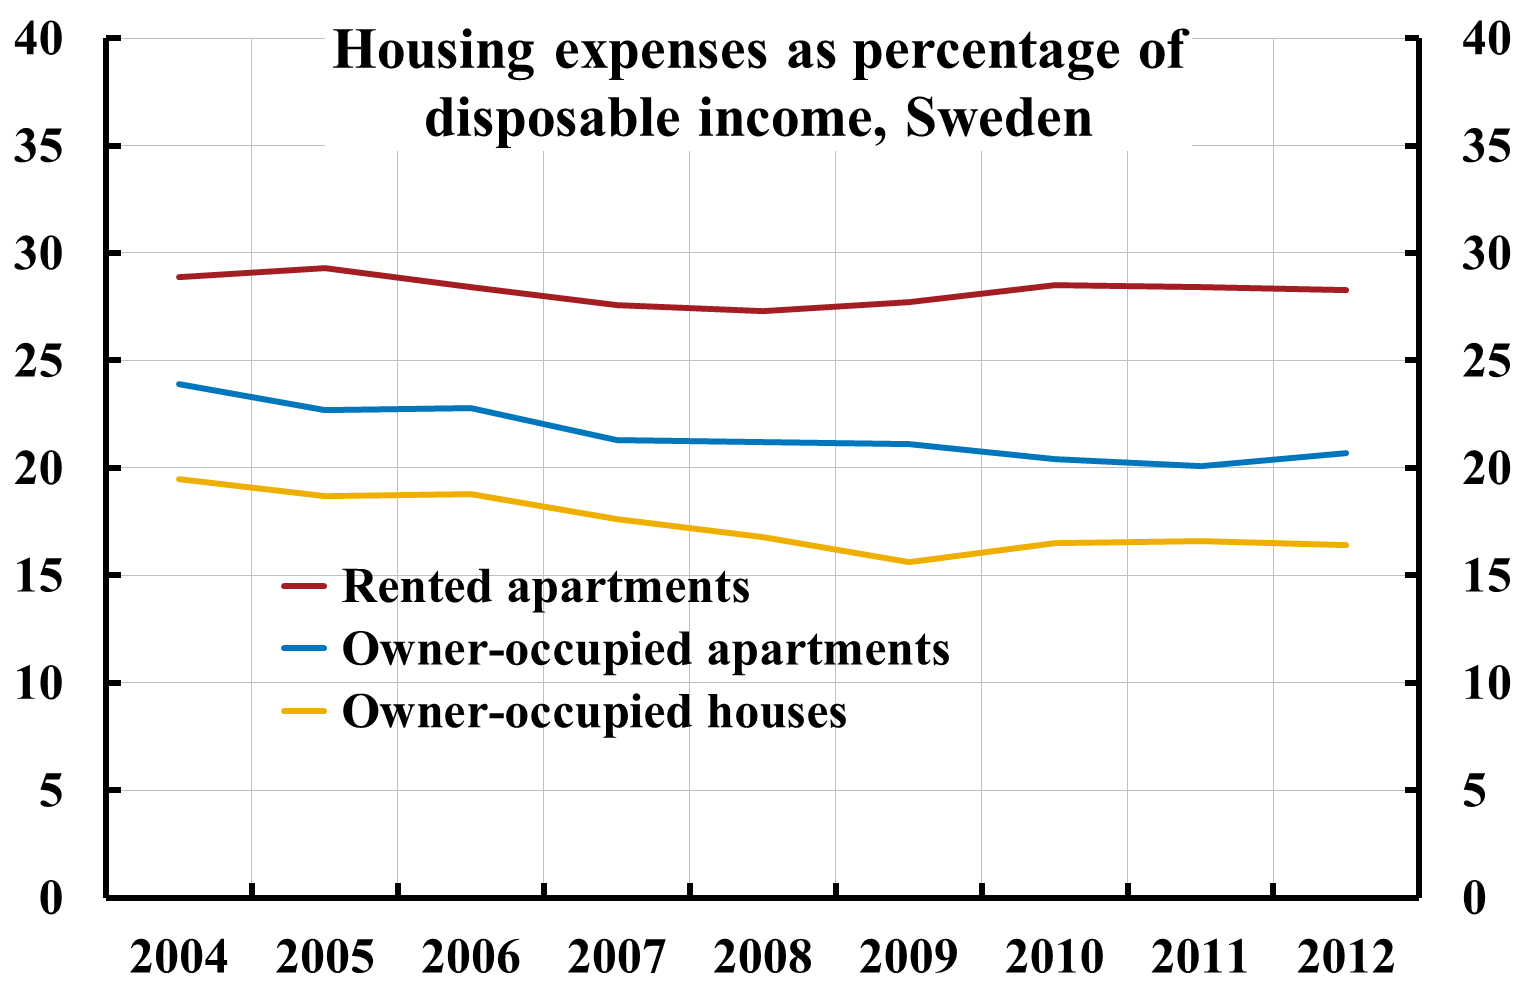 Housing expenses as percentage of
disposable income, Sweden
40 40
35 35
30 30
25 25
20 20
15 15
Rented apartments
Owner-occupied apartments
10 10
Owner-occupied houses
5 5
0 0
2004 2005 2006 2007 2008 2009 2010 2011 2012